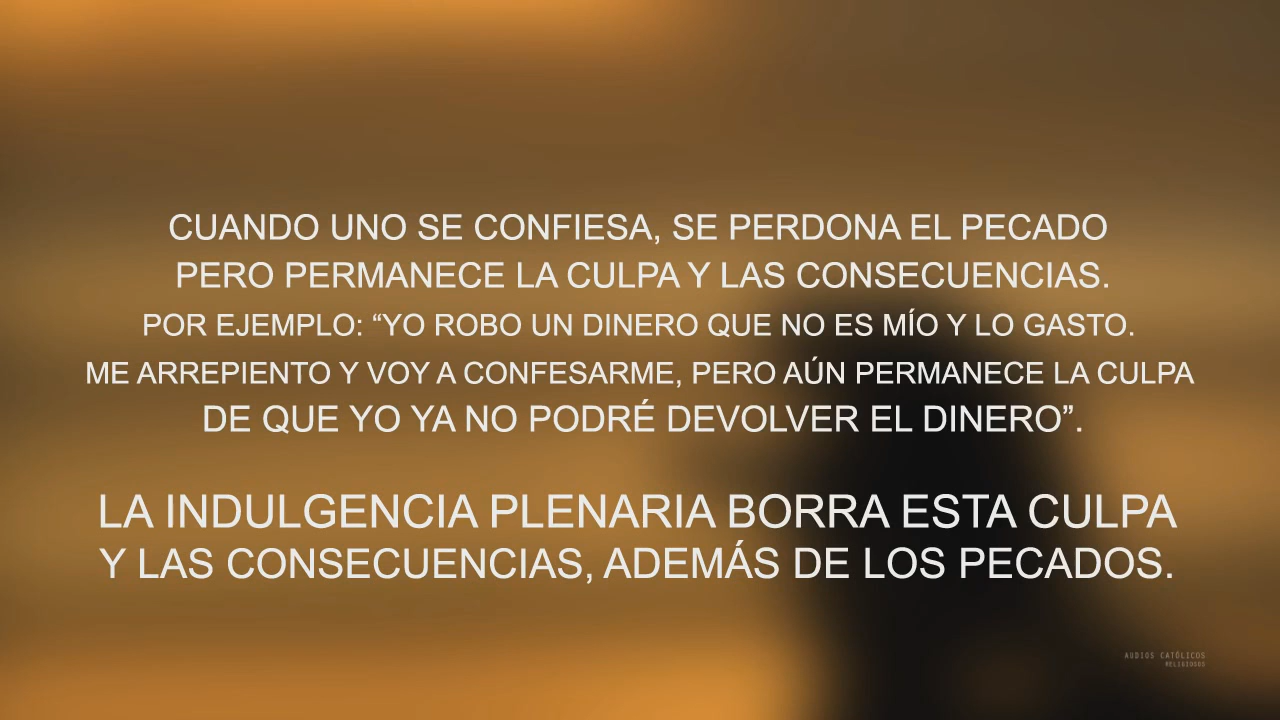 CUANDO UNO SE CONFIESA, SE PERDONA EL PECADO
PERO PERMANECE LA CULPA Y LAS CONSECUENCIAS.
POR EJEMPLO: “YO ROBO UN DINERO QUE NO ES MÍO Y LO GASTO.
ME ARREPIENTO Y VOY A CONFESARME, PERO AÚN PERMANECE LA CULPA
DE QUE YO YA NO PODRÉ DEVOLVER EL DINERO”.
LA INDULGENCIA PLENARIA BORRA ESTA CULPA
Y LAS CONSECUENCIAS, ADEMÁS DE LOS PECADOS.
AUDIOS CATÓLICOS
RELIGIOSOS